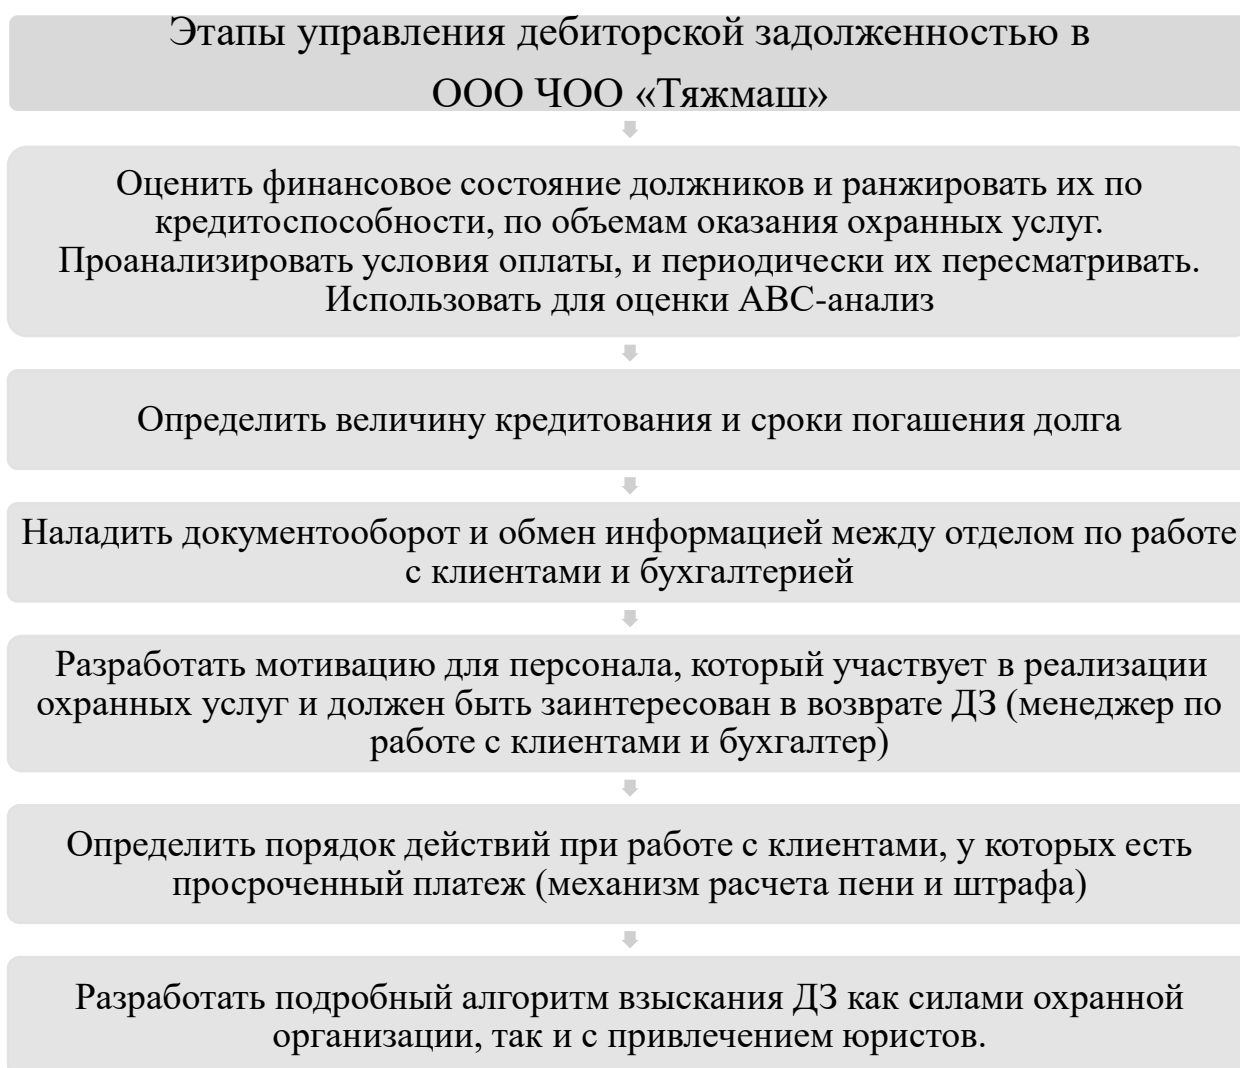 Этапы управления дебиторской задолженностью в
ООО ЧОО «Тяжмаш»
Оценить финансовое состояние должников и ранжировать их по
кредитоспособности, по объемам оказания охранных услуг.
Проанализировать условия оплаты, и периодически их пересматривать.
Использовать для оценки АВС-анализ
Определить величину кредитования и сроки погашения долга
Наладить документооборот и обмен информацией между отделом по работе
с клиентами и бухгалтерией
Разработать мотивацию для персонала, который участвует в реализации
охранных услуг и должен быть заинтересован в возврате ДЗ (менеджер по
работе с клиентами и бухгалтер)
Определить порядок действий при работе с клиентами, у которых есть
просроченный платеж (механизм расчета пени и штрафа)
Разработать подробный алгоритм взыскания ДЗ как силами охранной
организации, так и с привлечением юристов.